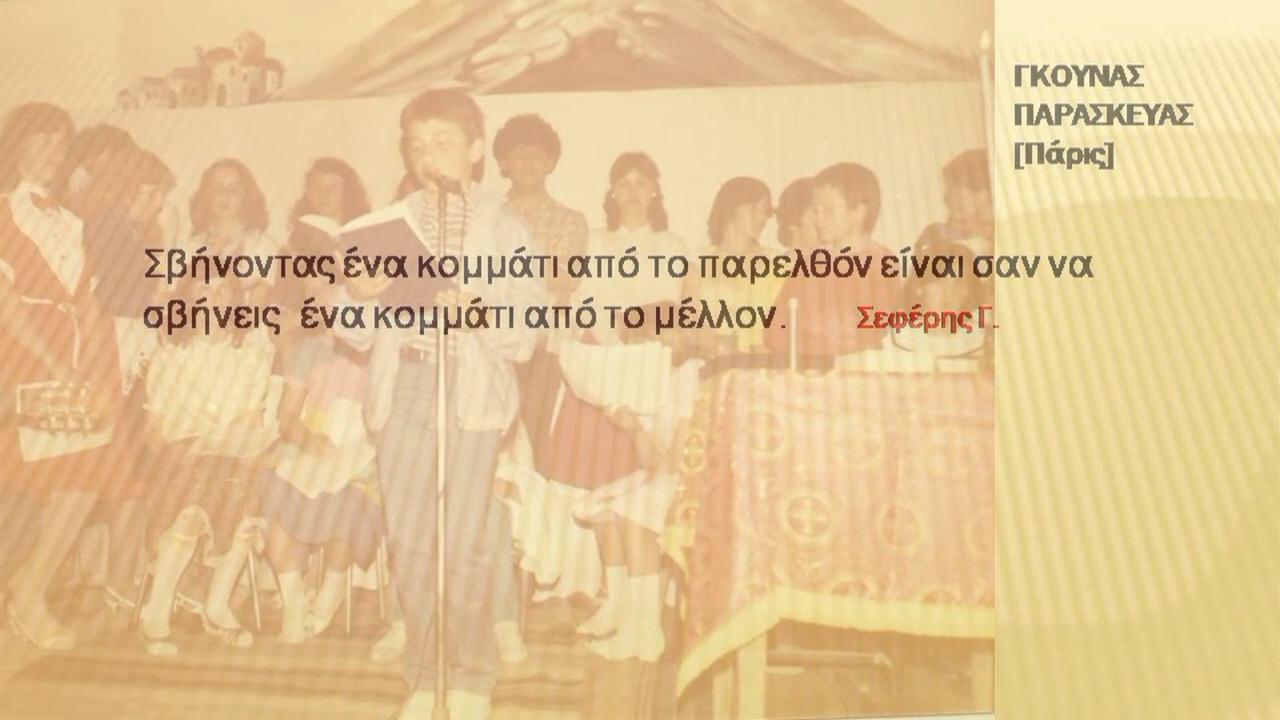 ΓΚΟΥΝΑΣ
ΠΑΡΑΣΚΕΥΑΣ
[Πάρις]
Σβήνοντας ένα κομμάτι από το παρελθόν είναι σαν να
σβήνεις ένα κομμάτι από το μέλλον. Σεφέρης Γ.